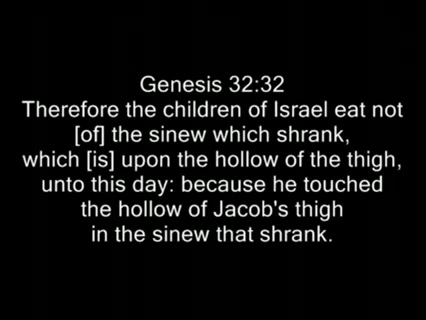 Genesis 32:32
Therefore the children of Israel eat not
[of] the sinew which shrank,
which [is] upon the hollow of the thigh,
unto this day: because he touched
the hollow of Jacob's thigh
in the sinew that shrank.